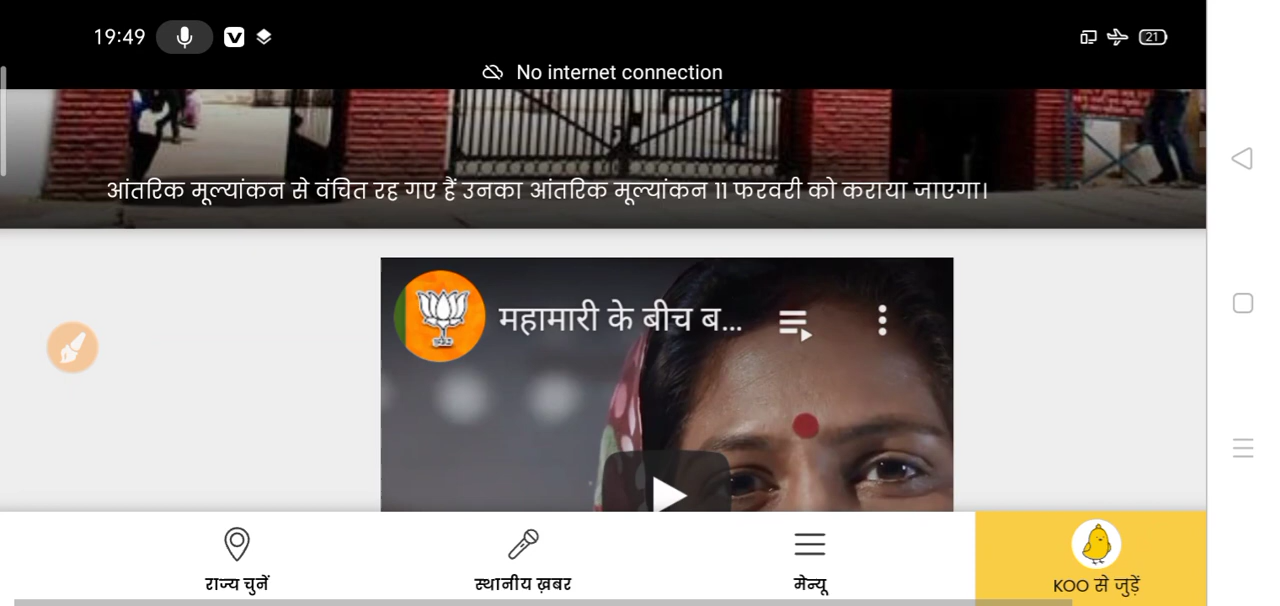 19:49
21
No internet connection
आंतरिक मूल्यांकन से वंचित रह गए हैं उनका आंतरिक मूल्यांकन 11 फरवरी को कराया जाएगा।
महामारी के बीच ब...
राज्य चुनें
स्थानीय ख़बर
मेन्यू
KOO से जुड़ें